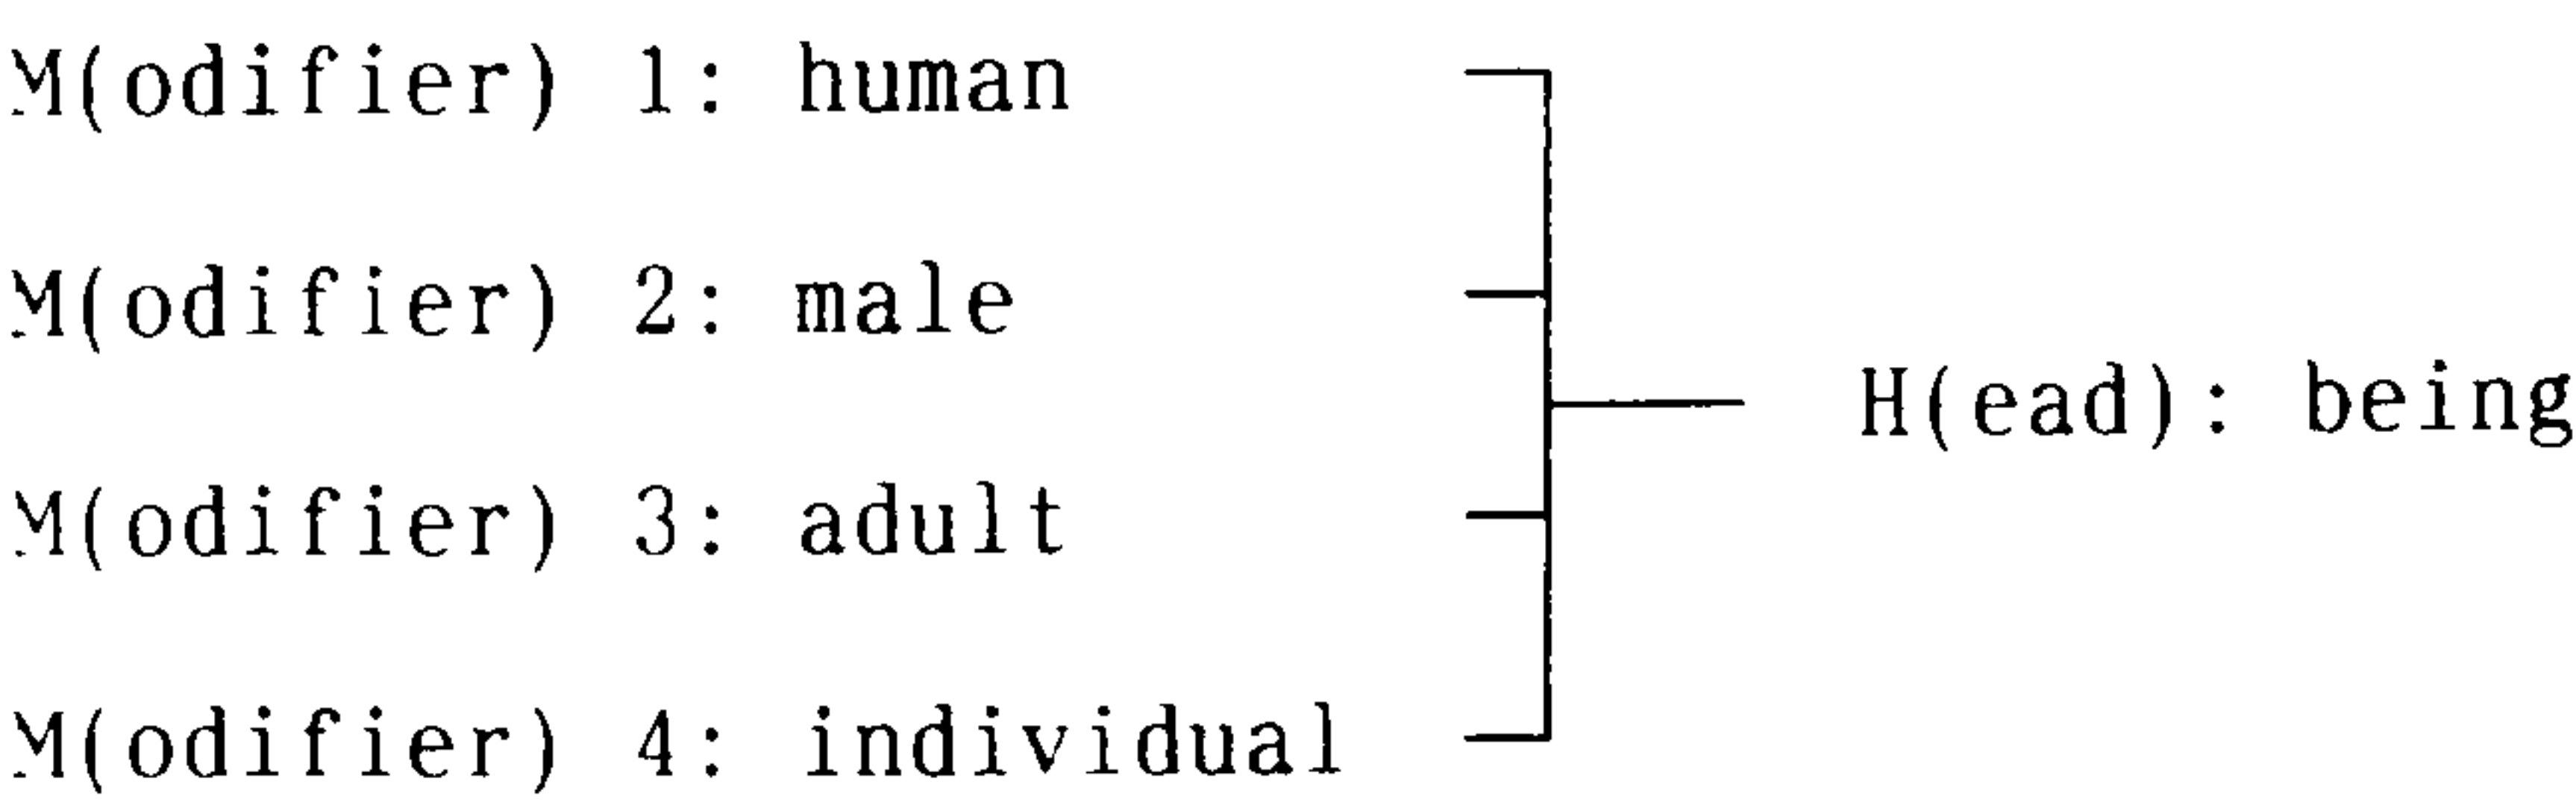 M(odifier) 1: human
M(odifier) 2: male
H(ead): being
M(odifier) 3: adult
M(odifier) 4: individual